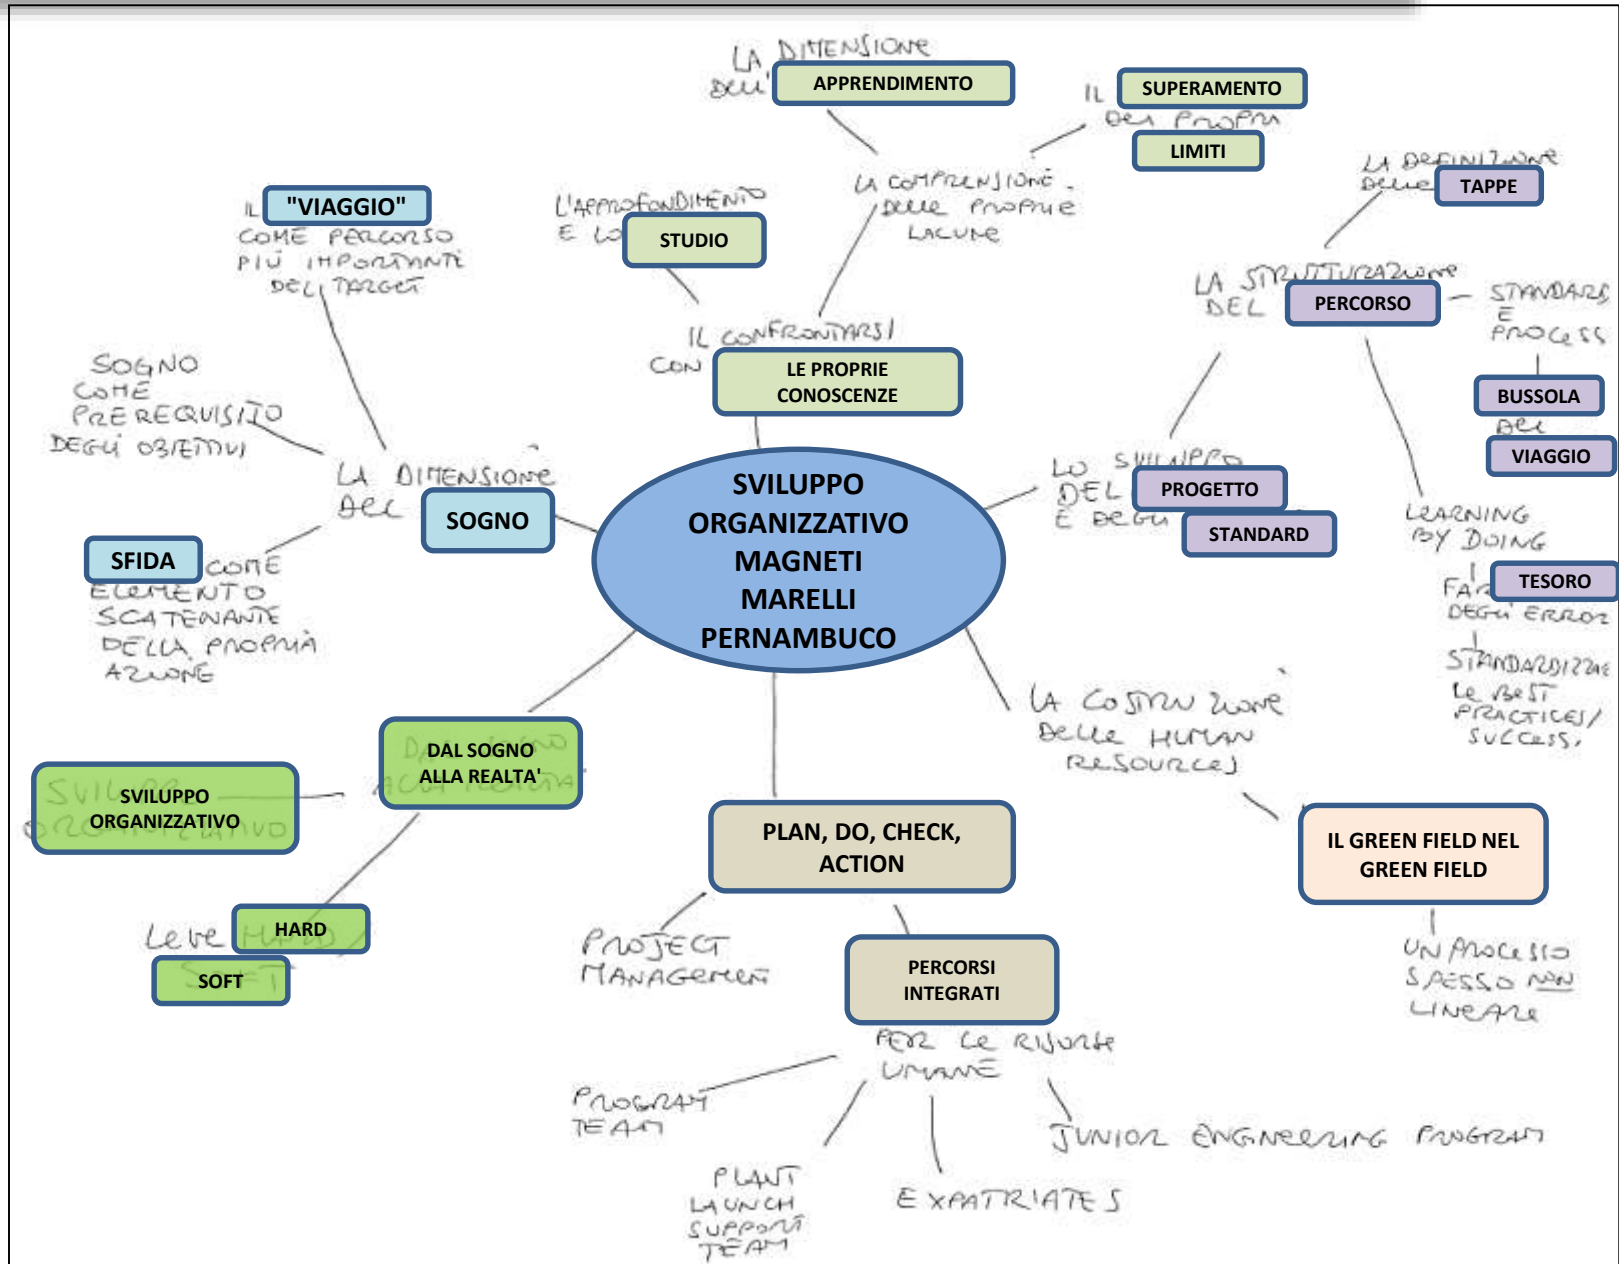 LA DIMENSIONE
DELL'
APPRENDIMENTO
IL
SUPERAMENTO
DEI PROPRI
LIMITI
LA COMPRENSIONE
DELLE PROPRIE
LACUNE
L'APPROFONDIMENTO
E LO
STUDIO
IL CONFRONTARSI
CON
LE PROPRIE
CONOSCENZE
IL
"VIAGGIO"
COME PERCORSO
PIÙ IMPORTANTE
DEL TARGET
SOGNO
COME
PREREQUISITO
DEGLI OBIETTIVI
LA DIMENSIONE
DEL
SOGNO
SFIDA
COME
ELEMENTO
SCATENANTE
DELLA PROPRIA
AZIONE
SVILUPPO
ORGANIZZATIVO
MAGNETI
MARELLI
PERNAMBUCO
LA DEFINIZIONE
DELLE
TAPPE
LA STRUTTURAZIONE
DEL
PERCORSO
STANDARD
E
PROCESS
BUSSOLA
DEL
VIAGGIO
LO SVILUPPO
DEL
PROGETTO
E DEGLI
STANDARD
LEARNING
BY DOING
FAR
TESORO
DEGLI ERROR
STANDARDIZZARE
LE BEST
PRACTICES/
SUCCESS.
LA COSTRUZIONE
DELLE HUMAN
RESOURCES
IL GREEN FIELD NEL
GREEN FIELD
UN PROCESSO
SPESSO NON
LINEARE
DAL SOGNO
ALLA REALTA'
SVILUPPO
ORGANIZZATIVO
LEVE
HARD
SOFT
PLAN, DO, CHECK,
ACTION
PROJECT
MANAGEMENT
PERCORSI
INTEGRATI
PER LE RISORSE
UMANE
PROGRAM
TEAM
PLANT
LAUNCH
SUPPORT
TEAM
EXPATRIATES
JUNIOR ENGINEERING PROGRAM